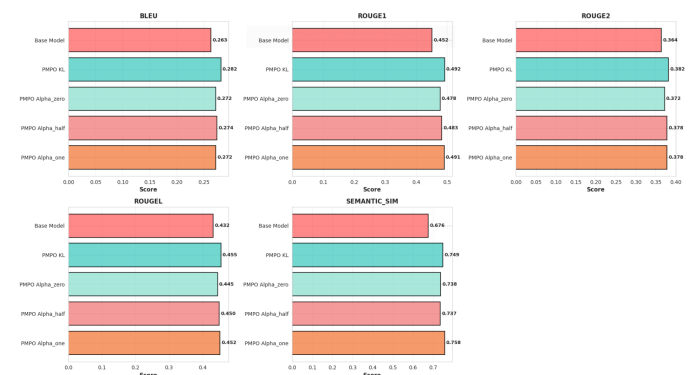 BLEU
Base Model 0.263
PMPO KL 0.282
PMPO Alpha_zero 0.272
PMPO Alpha_half 0.274
PMPO Alpha_one 0.272
0.00 0.05 0.10 0.15 0.20 0.25
Score
ROUGE1
Base Model 0.452
PMPO KL 0.492
PMPO Alpha_zero 0.478
PMPO Alpha_half 0.483
PMPO Alpha_one 0.491
0.0 0.1 0.2 0.3 0.4 0.5
Score
ROUGE2
Base Model 0.364
PMPO KL 0.382
PMPO Alpha_zero 0.372
PMPO Alpha_half 0.378
PMPO Alpha_one 0.378
0.00 0.05 0.10 0.15 0.20 0.25 0.30 0.35 0.40
Score
ROUGEL
Base Model 0.432
PMPO KL 0.455
PMPO Alpha_zero 0.445
PMPO Alpha_half 0.450
PMPO Alpha_one 0.452
0.0 0.1 0.2 0.3 0.4
Score
SEMANTIC_SIM
Base Model 0.676
PMPO KL 0.749
PMPO Alpha_zero 0.738
PMPO Alpha_half 0.737
PMPO Alpha_one 0.758
0.0 0.1 0.2 0.3 0.4 0.5 0.6 0.7
Score